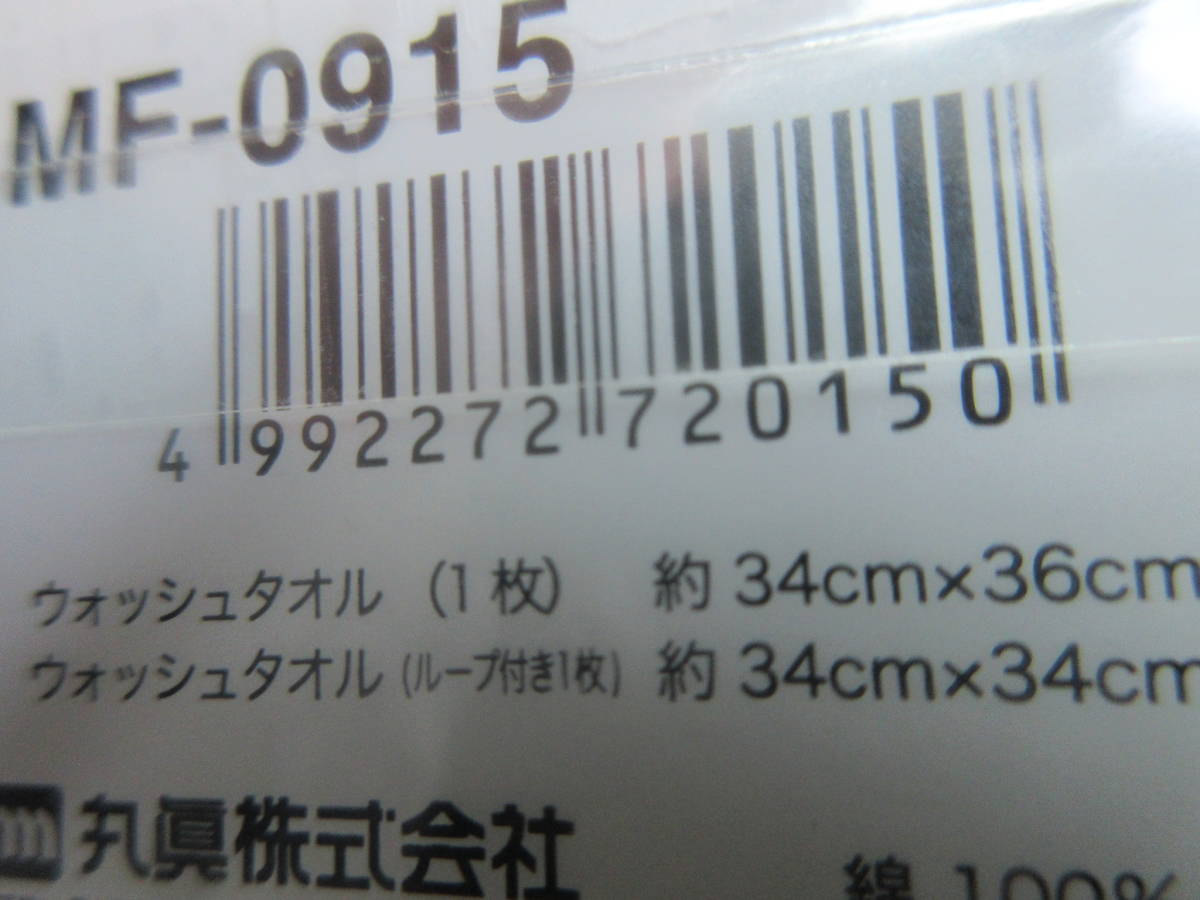 MF-0915
4 992272 720150
ウォッシュタオル (1枚) 約 34cm×36cm
ウォッシュタオル (ループ付き1枚) 約 34cm×34cm
丸眞株式会社
綿 100%